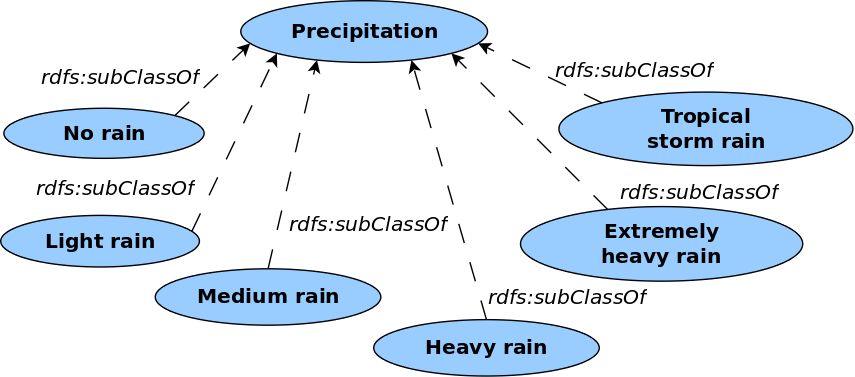 Precipitation
rdfs:subClassOf
rdfs:subClassOf
No rain
Tropical
storm rain
rdfs:subClassOf
rdfs:subClassOf
rdfs:subClassOf
Light rain
Extremely
heavy rain
Medium rain
rdfs:subClassOf
Heavy rain